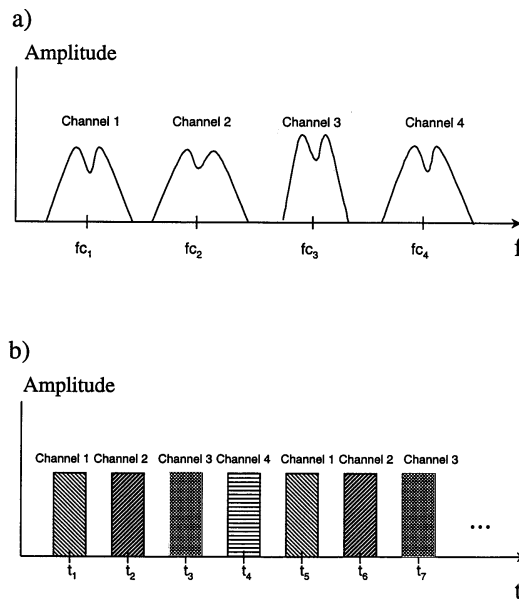 a)
Amplitude
Channel 1 Channel 2 Channel 3 Channel 4
fc₁ fc₂ fc₃ fc₄ f
b)
Amplitude
Channel 1 Channel 2 Channel 3 Channel 4 Channel 1 Channel 2 Channel 3
...
t₁ t₂ t₃ t₄ t₅ t₆ t₇
t